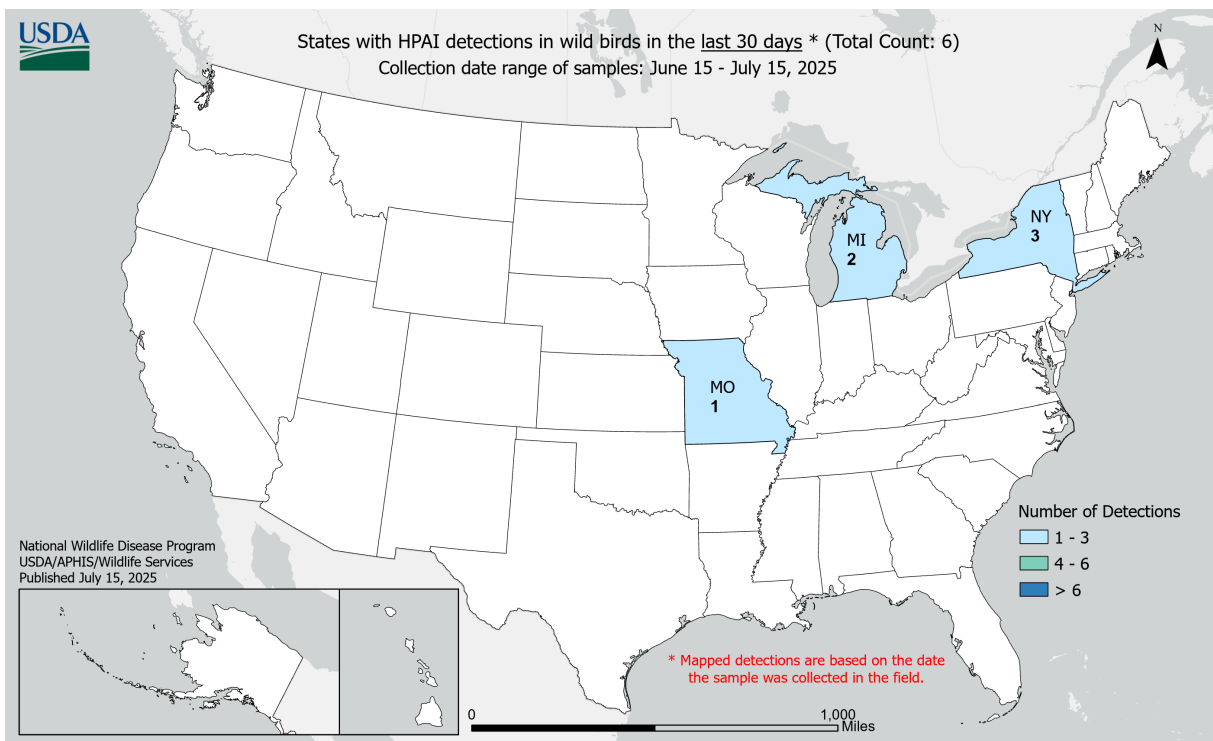 USDA
States with HPAI detections in wild birds in the last 30 days * (Total Count: 6)
Collection date range of samples: June 15 - July 15, 2025
N
NY
3
MI
2
MO
1
Number of Detections
1 - 3
4 - 6
> 6
National Wildlife Disease Program
USDA/APHIS/Wildlife Services
Published July 15, 2025
* Mapped detections are based on the date
the sample was collected in the field.
0 1,000
Miles